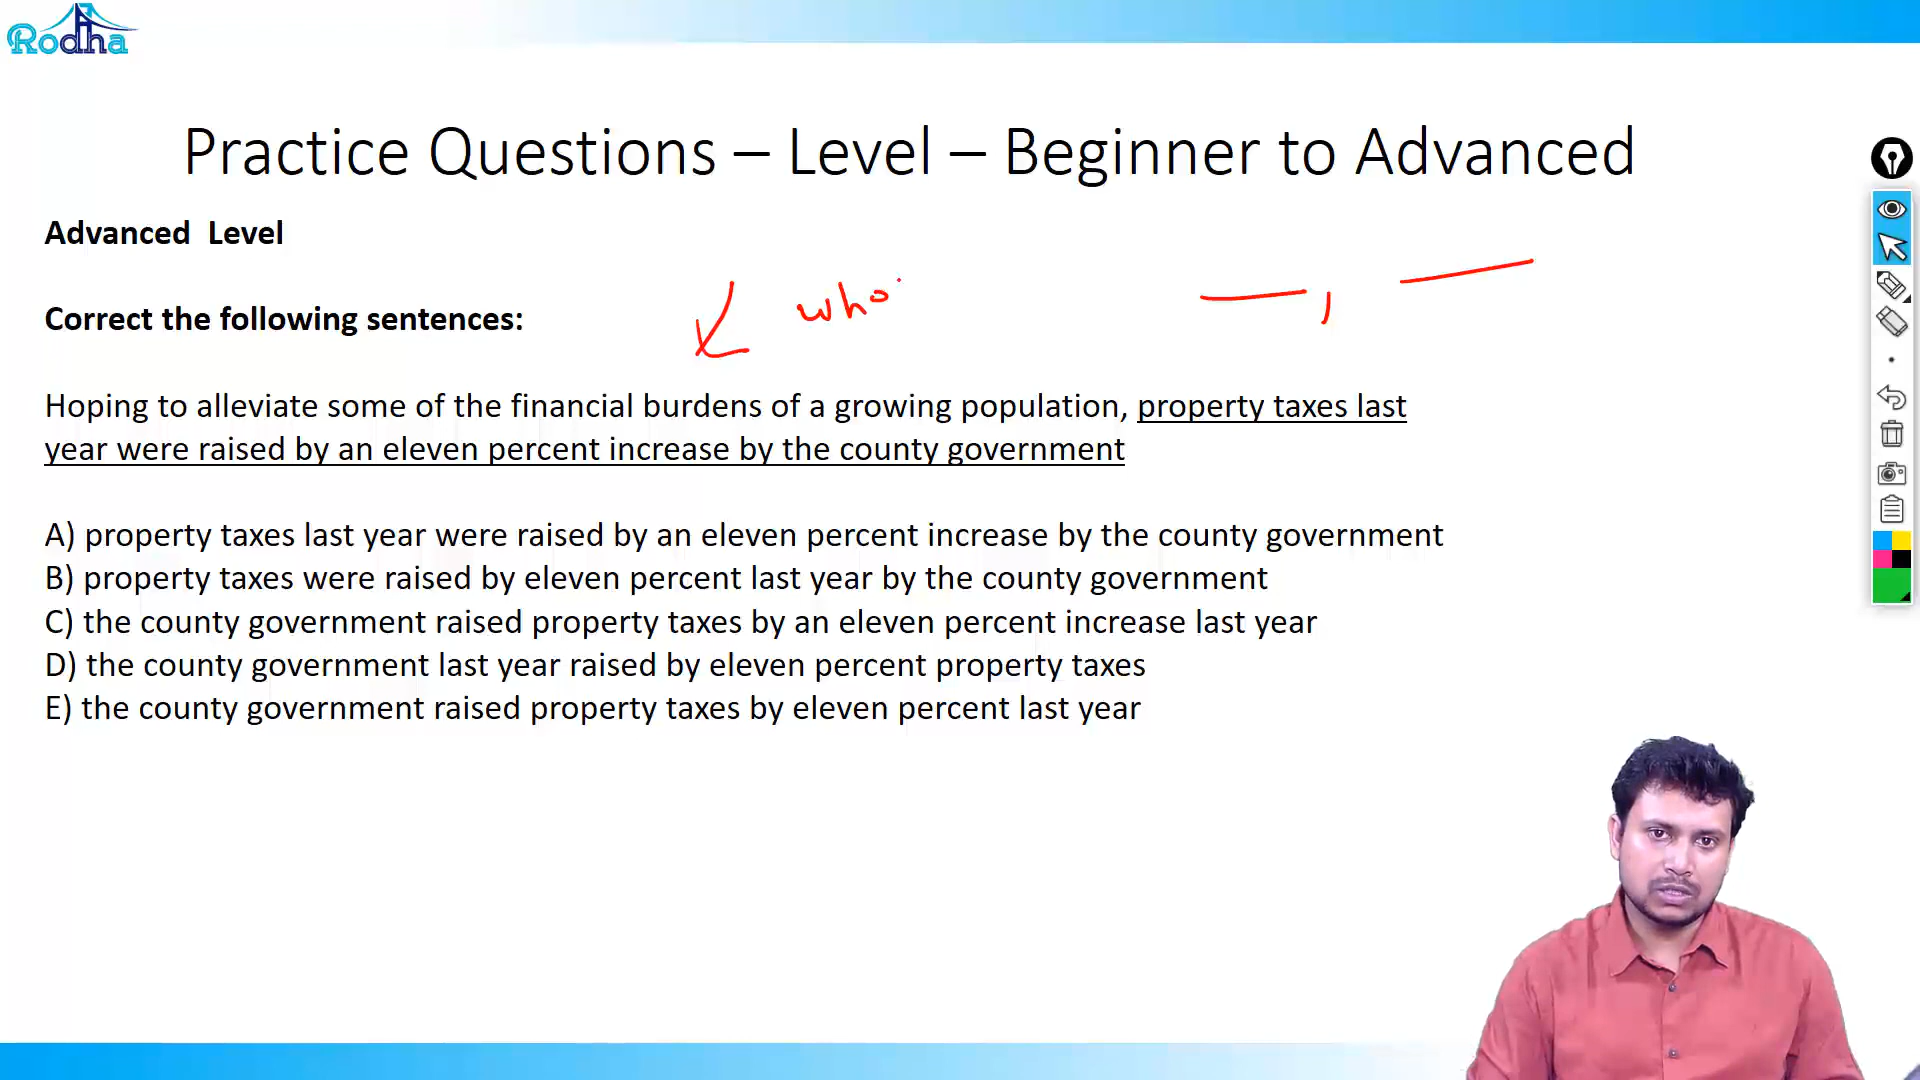 Rodha
Practice Questions – Level – Beginner to Advanced
Advanced Level
who
,
Correct the following sentences:
Hoping to alleviate some of the financial burdens of a growing population, property taxes last
year were raised by an eleven percent increase by the county government
A) property taxes last year were raised by an eleven percent increase by the county government
B) property taxes were raised by eleven percent last year by the county government
C) the county government raised property taxes by an eleven percent increase last year
D) the county government last year raised by eleven percent property taxes
E) the county government raised property taxes by eleven percent last year